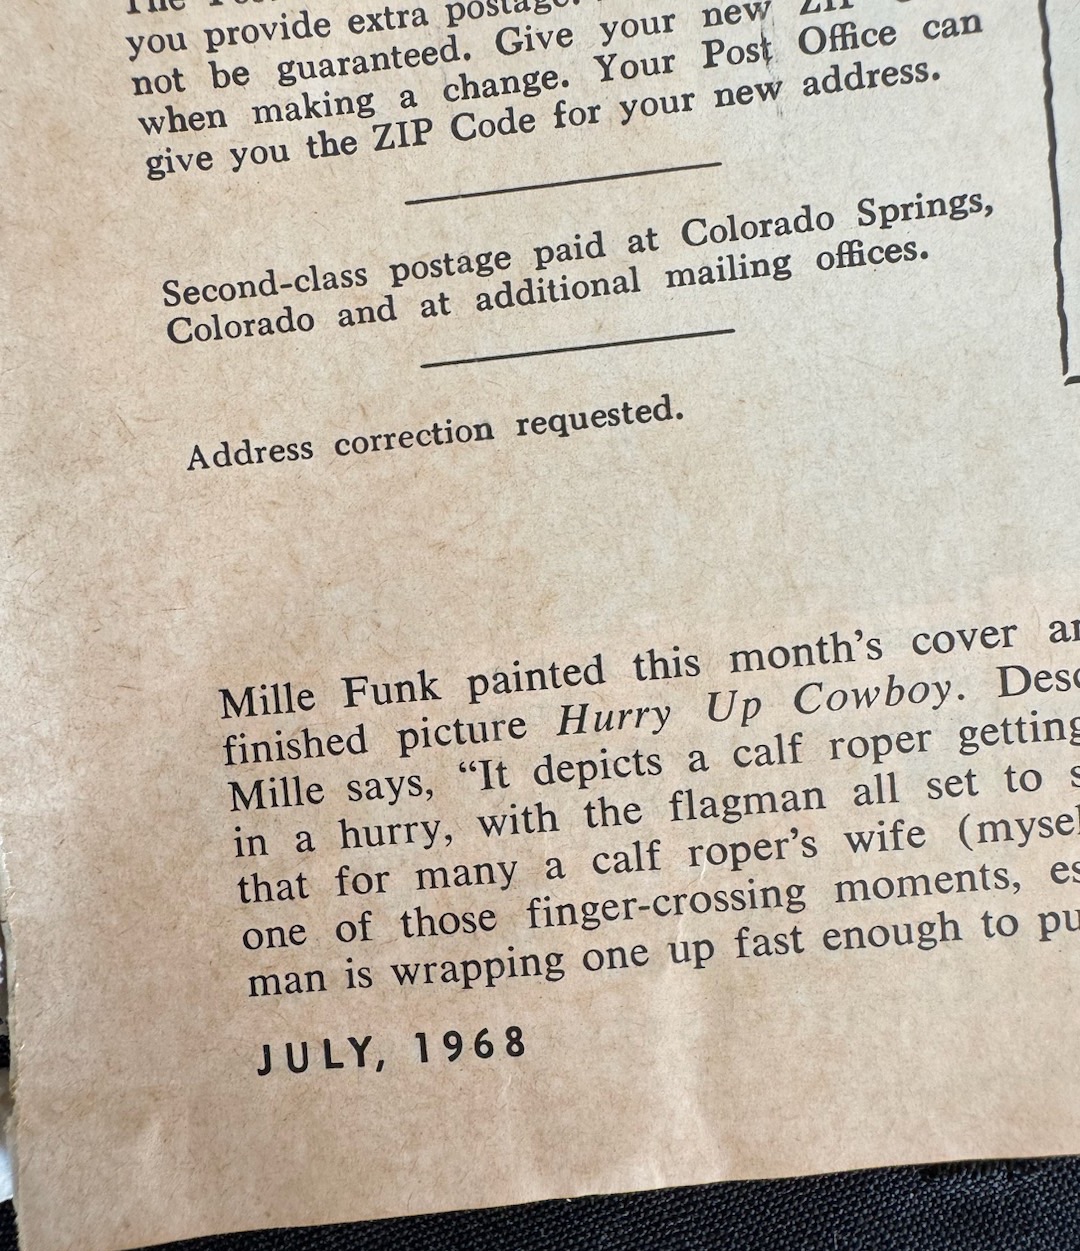 The
you provide extra postage.
not be guaranteed. Give your new ZIP
when making a change. Your Post Office can
give you the ZIP Code for your new address.
Second-class postage paid at Colorado Springs,
Colorado and at additional mailing offices.
Address correction requested.
Mille Funk painted this month's cover
finished picture Hurry Up Cowboy.
Mille says, “It depicts a calf roper getting
in a hurry, with the flagman all set to
that for many a calf roper's wife
one of those finger-crossing moments,
man is wrapping one up fast enough to
JULY, 1968